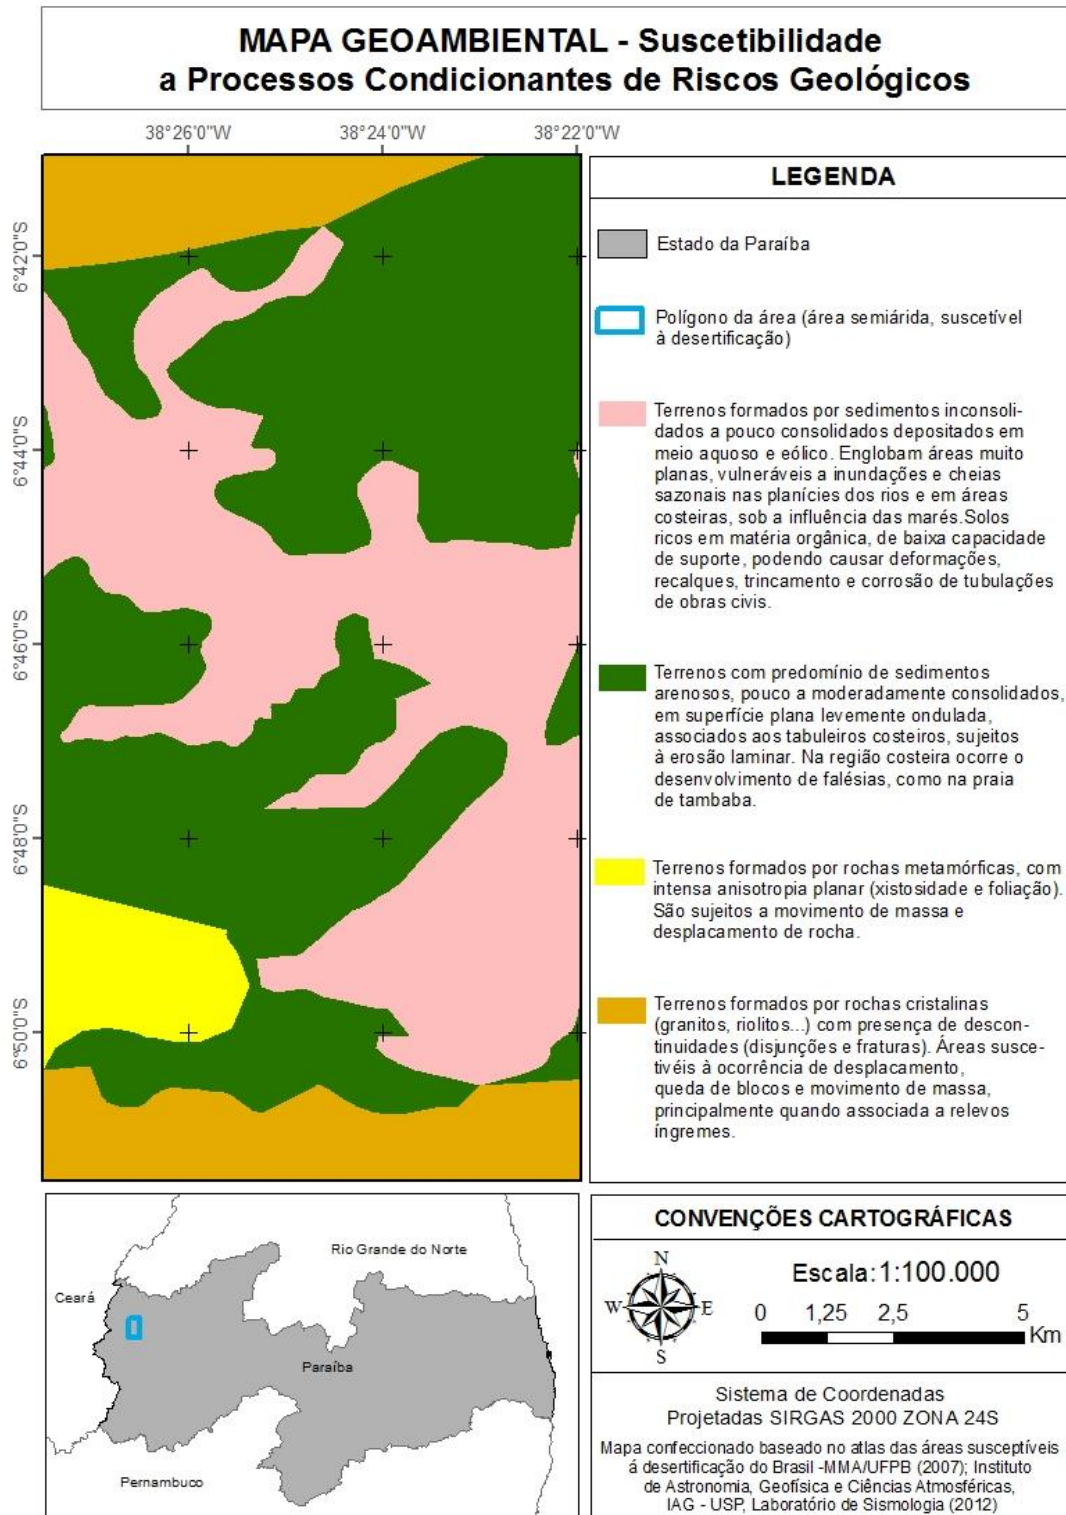 MAPA GEOAMBIENTAL - Suscetibilidade
a Processos Condicionantes de Riscos Geológicos
38°26'0"W
38°24'0"W
38°22'0"W
6°42'0"S
6°44'0"S
6°46'0"S
6°48'0"S
6°50'0"S
LEGENDA
Estado da Paraíba
Polígono da área (área semiárida, suscetível
à desertificação)
Terrenos formados por sedimentos inconsoli-
dados a pouco consolidados depositados em
meio aquoso e eólico. Englobam áreas muito
planas, vulneráveis a inundações e cheias
sazonais nas planícies dos rios e em áreas
costeiras, sob a influência das marés.Solos
ricos em matéria orgânica, de baixa capacidade
de suporte, podendo causar deformações,
recalques, trincamento e corrosão de tubulações
de obras civis.
Terrenos com predomínio de sedimentos
arenosos, pouco a moderadamente consolidados,
em superfície plana levemente ondulada,
associados aos tabuleiros costeiros, sujeitos
à erosão laminar. Na região costeira ocorre o
desenvolvimento de falésias, como na praia
de tambaba.
Terrenos formados por rochas metamórficas, com
intensa anisotropia planar (xistosidade e foliação).
São sujeitos a movimento de massa e
desplacamento de rocha.
Terrenos formados por rochas cristalinas
(granitos, riolitos...) com presença de descon-
tinuidades (disjunções e fraturas). Áreas susce-
tivéis à ocorrência de desplacamento,
queda de blocos e movimento de massa,
principalmente quando associada a relevos
íngremes.
Rio Grande do Norte
Ceará
Paraíba
Pernambuco
CONVENÇÕES CARTOGRÁFICAS
N
W
E
S
Escala:1:100.000
0 1,25 2,5 5
Km
Sistema de Coordenadas
Projetadas SIRGAS 2000 ZONA 24S
Mapa confeccionado baseado no atlas das áreas susceptíveis
á desertificação do Brasil -MMA/UFPB (2007); Instituto
de Astronomia, Geofísica e Ciências Atmosféricas,
IAG - USP, Laboratório de Sismologia (2012)